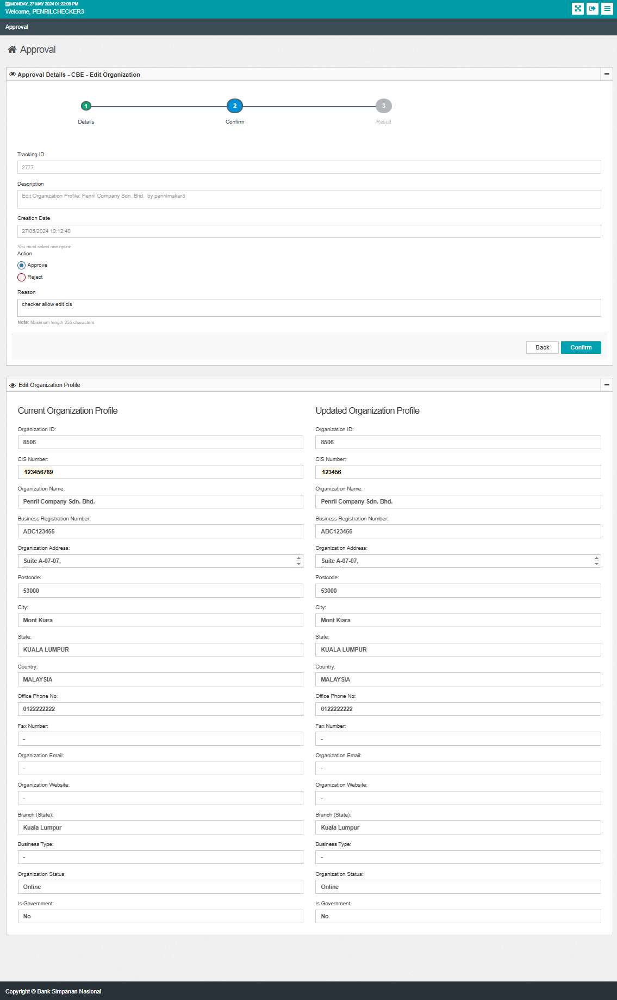 MONDAY, 27 MAY 2024 01:22:09 PM
Welcome, PENRILCHECKER3
Approval
Approval
Approval Details - CBE - Edit Organization
1
2
3
Details
Confirm
Result
Tracking ID
2777
Description
Edit Organization Profile: Penril Company Sdn. Bhd.  by penrilmaker3
Creation Date
27/05/2024 13:12:40
You must select one option.
Action
Approve
Reject
Reason
checker allow edit cis
Note: Maximum length 255 characters
Back
Confirm
Edit Organization Profile
Current Organization Profile
Organization ID:
8506
CIS Number:
123456789
Organization Name:
Penril Company Sdn. Bhd.
Business Registration Number:
ABC123456
Organization Address:
Suite A-07-07,
Postcode:
53000
City:
Mont Kiara
State:
KUALA LUMPUR
Country:
MALAYSIA
Office Phone No:
0122222222
Fax Number:
-
Organization Email:
-
Organization Website:
-
Branch (State):
Kuala Lumpur
Business Type:
-
Organization Status:
Online
Is Government:
No
Updated Organization Profile
Organization ID:
8506
CIS Number:
123456
Organization Name:
Penril Company Sdn. Bhd.
Business Registration Number:
ABC123456
Organization Address:
Suite A-07-07,
Postcode:
53000
City:
Mont Kiara
State:
KUALA LUMPUR
Country:
MALAYSIA
Office Phone No:
0122222222
Fax Number:
-
Organization Email:
-
Organization Website:
-
Branch (State):
Kuala Lumpur
Business Type:
-
Organization Status:
Online
Is Government:
No
Copyright © Bank Simpanan Nasional